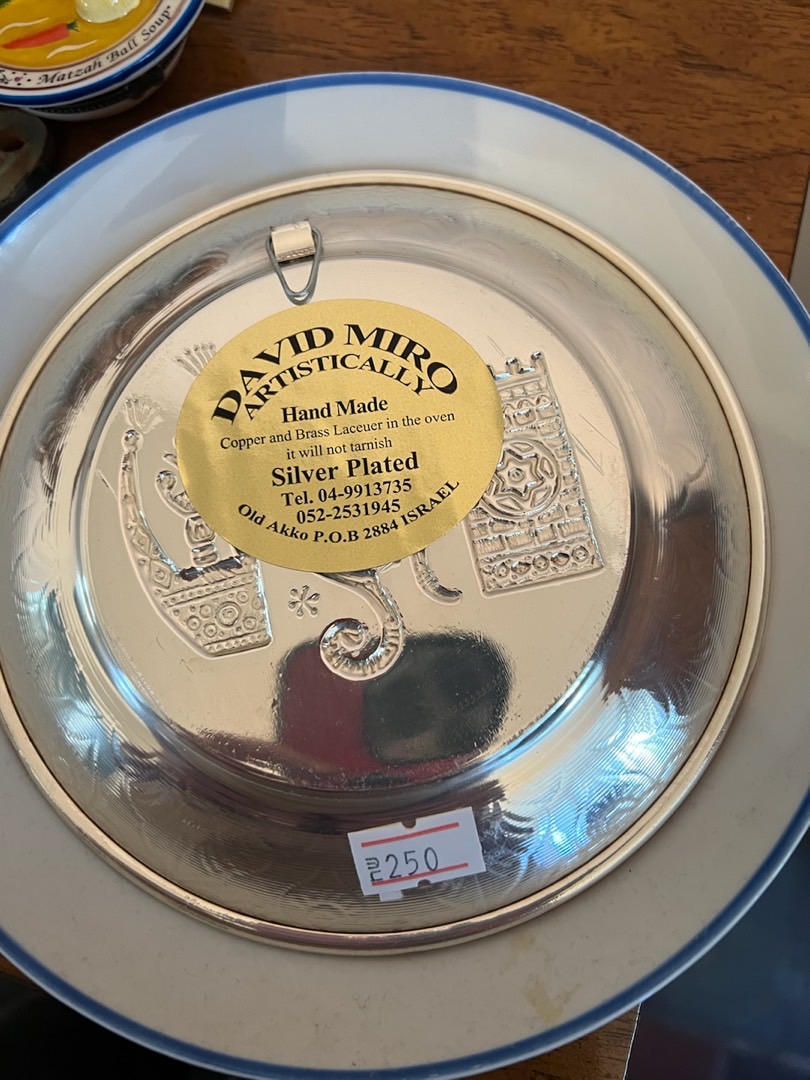 Matzah Ball Soup
DAVID MIRO
ARTISTICALLY
Hand Made
Copper and Brass Laceuer in the oven
it will not tarnish
Silver Plated
Tel. 04-9913735
052-2531945
Old Akko P.O.B 2884 ISRAEL
250